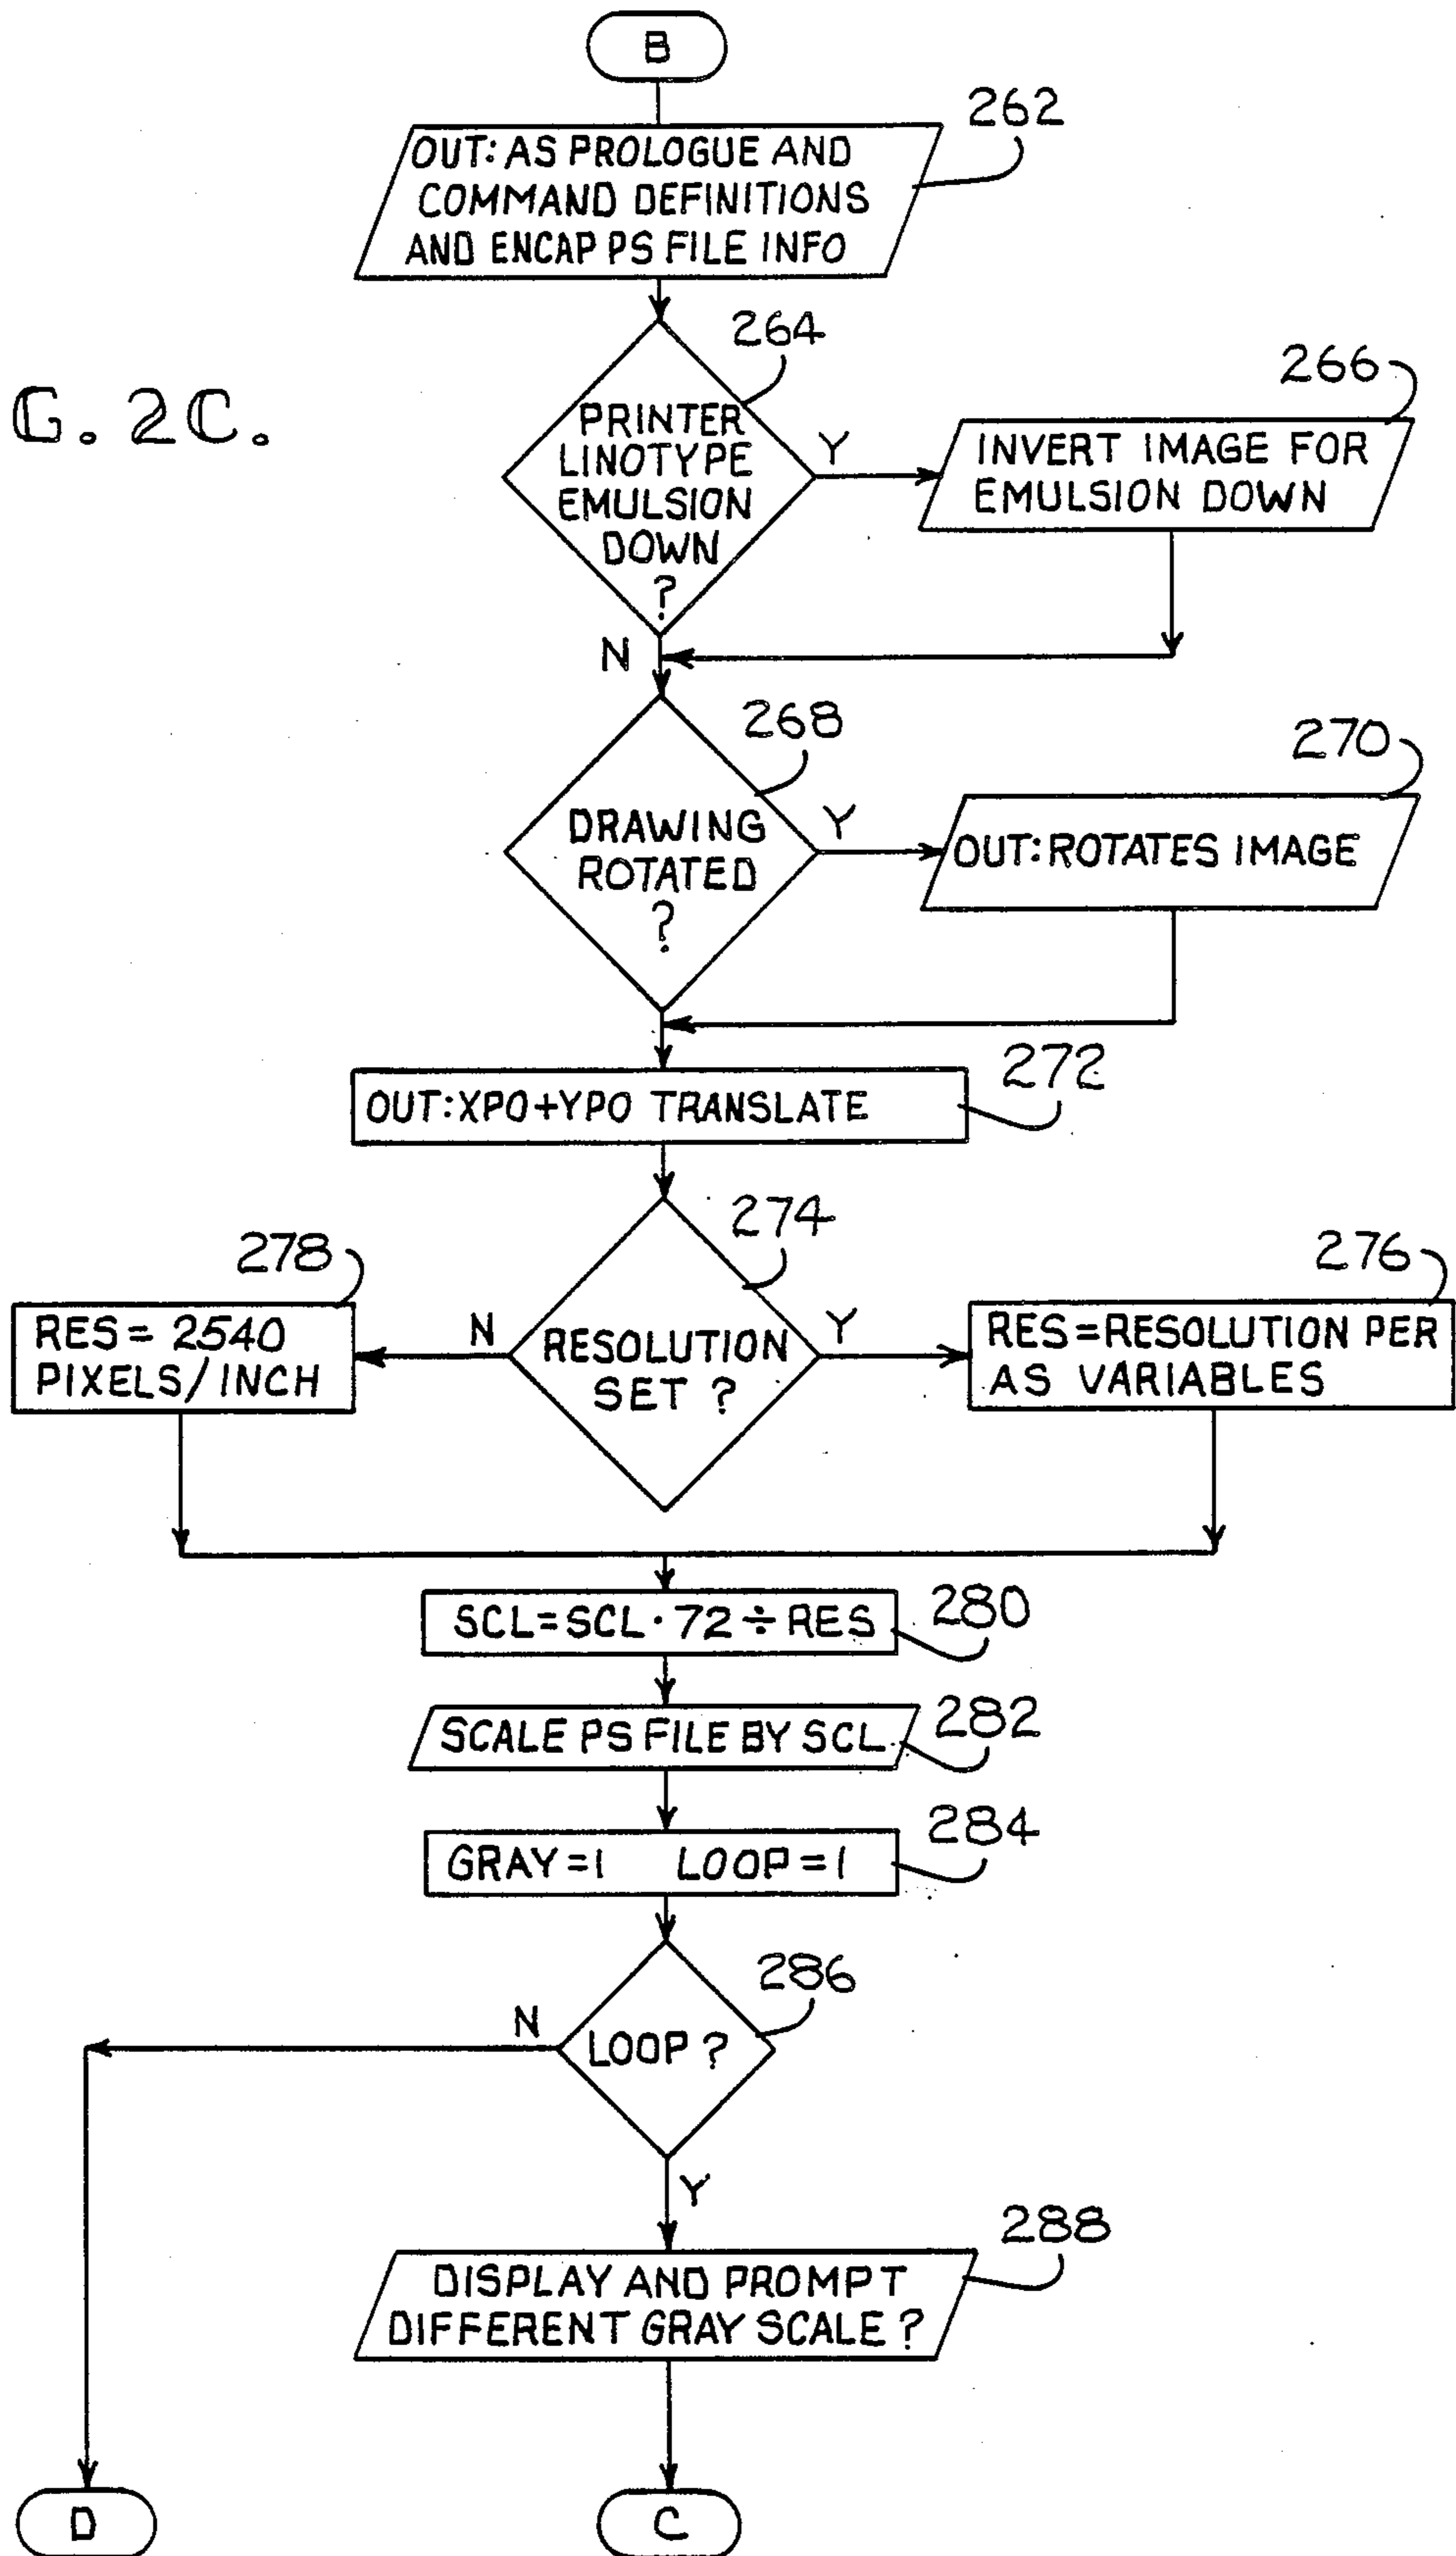 B
262
OUT: AS PROLOGUE AND
COMMAND DEFINITIONS
AND ENCAP PS FILE INFO
264
G. 2C.
PRINTER
LINOTYPE
EMULSION
DOWN
?
Y
266
INVERT IMAGE FOR
EMULSION DOWN
N
268
DRAWING
ROTATED
?
Y
270
OUT: ROTATES IMAGE
272
OUT: XPO+YPO TRANSLATE
274
278
276
RES = 2540
PIXELS/INCH
N
RESOLUTION
SET ?
Y
RES=RESOLUTION PER
AS VARIABLES
SCL=SCL·72÷RES
280
SCALE PS FILE BY SCL
282
GRAY=1 LOOP=1
284
286
N
LOOP ?
Y
288
DISPLAY AND PROMPT
DIFFERENT GRAY SCALE ?
D
C